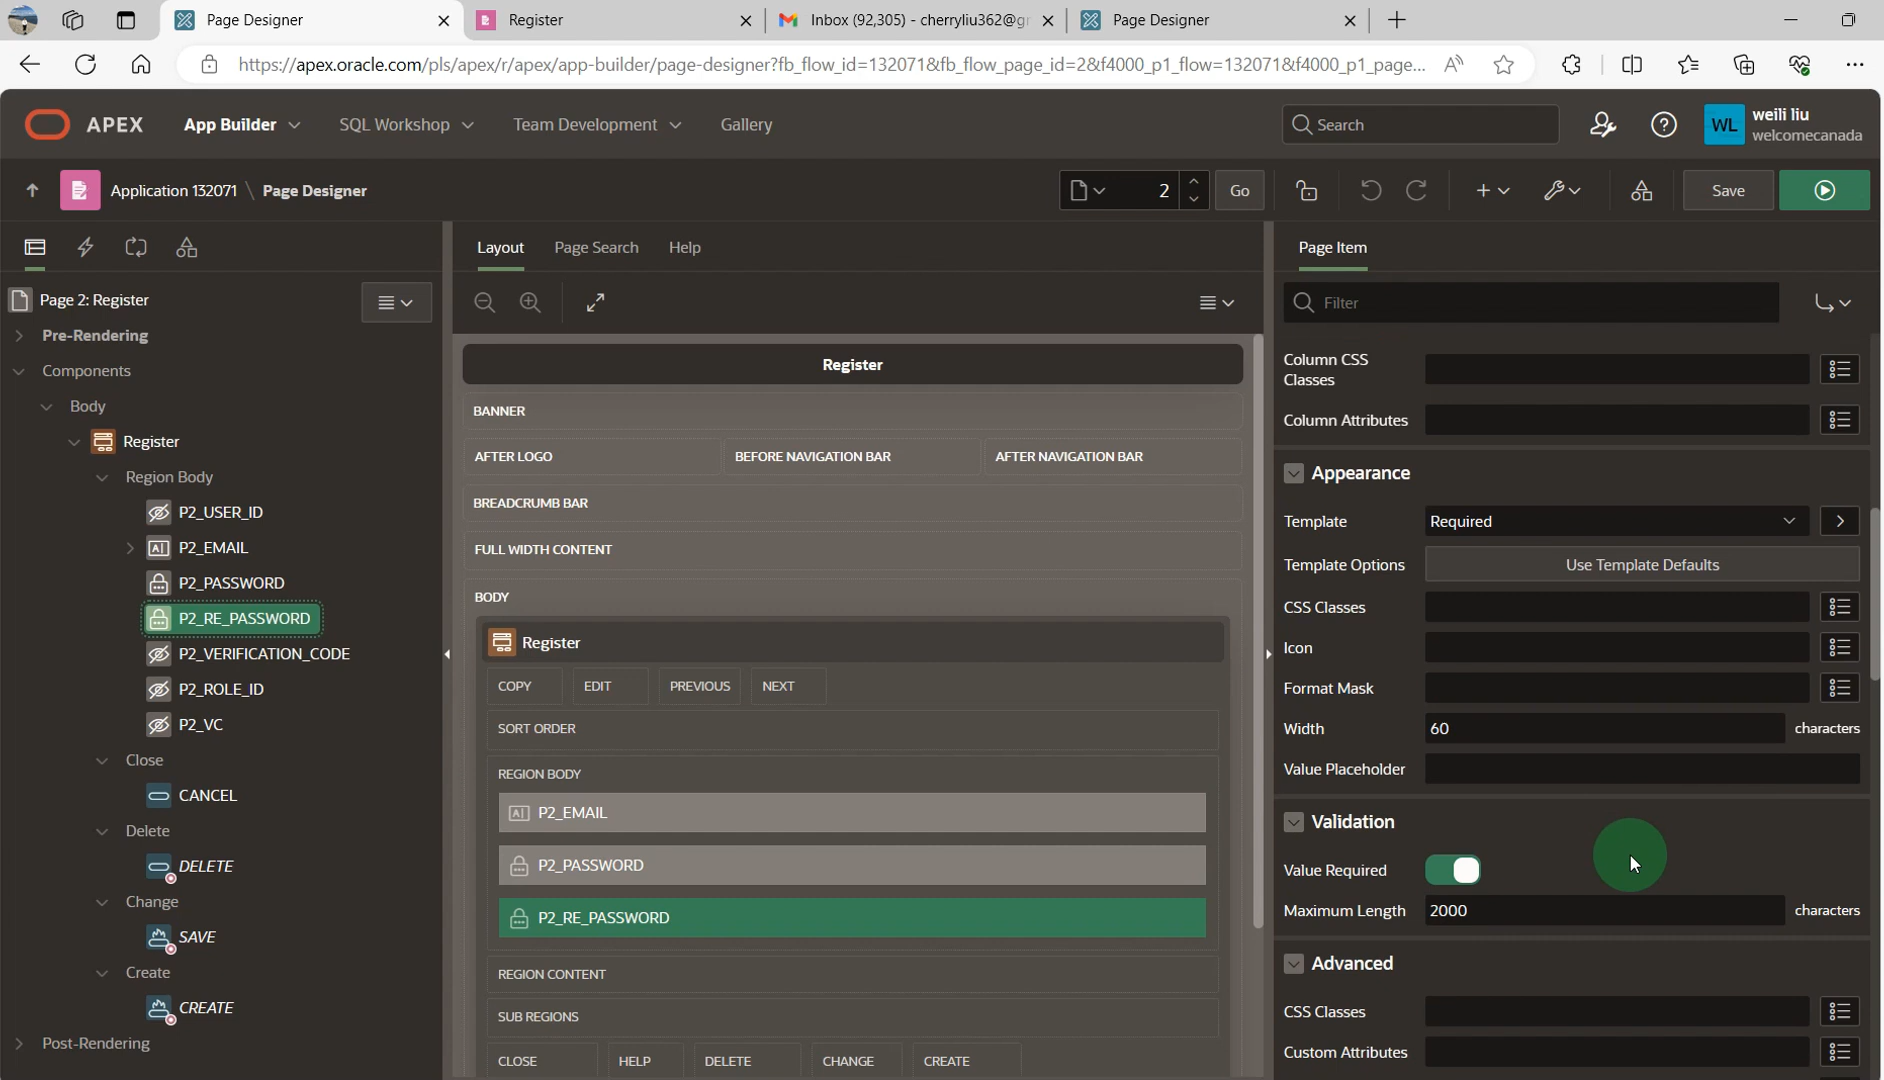 Page Designer
Register
Inbox (92,305) - cherryliu362@gr
Page Designer
https://apex.oracle.com/pls/apex/r/apex/app-builder/page-designer?fb_flow_id=132071&fb_flow_page_id=2&f4000_p1_flow=132071&f4000_p1_page...
APEX
App Builder
SQL Workshop
Team Development
Gallery
Search
WL
weili liu
welcomecanada
Application 132071 \ Page Designer
2
Go
Save
Page 2: Register
Pre-Rendering
Components
Body
Register
Region Body
P2_USER_ID
P2_EMAIL
P2_PASSWORD
P2_RE_PASSWORD
P2_VERIFICATION_CODE
P2_ROLE_ID
P2_VC
Close
CANCEL
Delete
DELETE
Change
SAVE
Create
CREATE
Post-Rendering
Layout
Page Search
Help
Register
BANNER
AFTER LOGO
BEFORE NAVIGATION BAR
AFTER NAVIGATION BAR
BREADCRUMB BAR
FULL WIDTH CONTENT
BODY
Register
COPY
EDIT
PREVIOUS
NEXT
SORT ORDER
REGION BODY
P2_EMAIL
P2_PASSWORD
P2_RE_PASSWORD
REGION CONTENT
SUB REGIONS
CLOSE
HELP
DELETE
CHANGE
CREATE
Page Item
Filter
Column CSS
Classes
Column Attributes
Appearance
Template
Required
Template Options
Use Template Defaults
CSS Classes
Icon
Format Mask
Width
60
characters
Value Placeholder
Validation
Value Required
Maximum Length
2000
characters
Advanced
CSS Classes
Custom Attributes